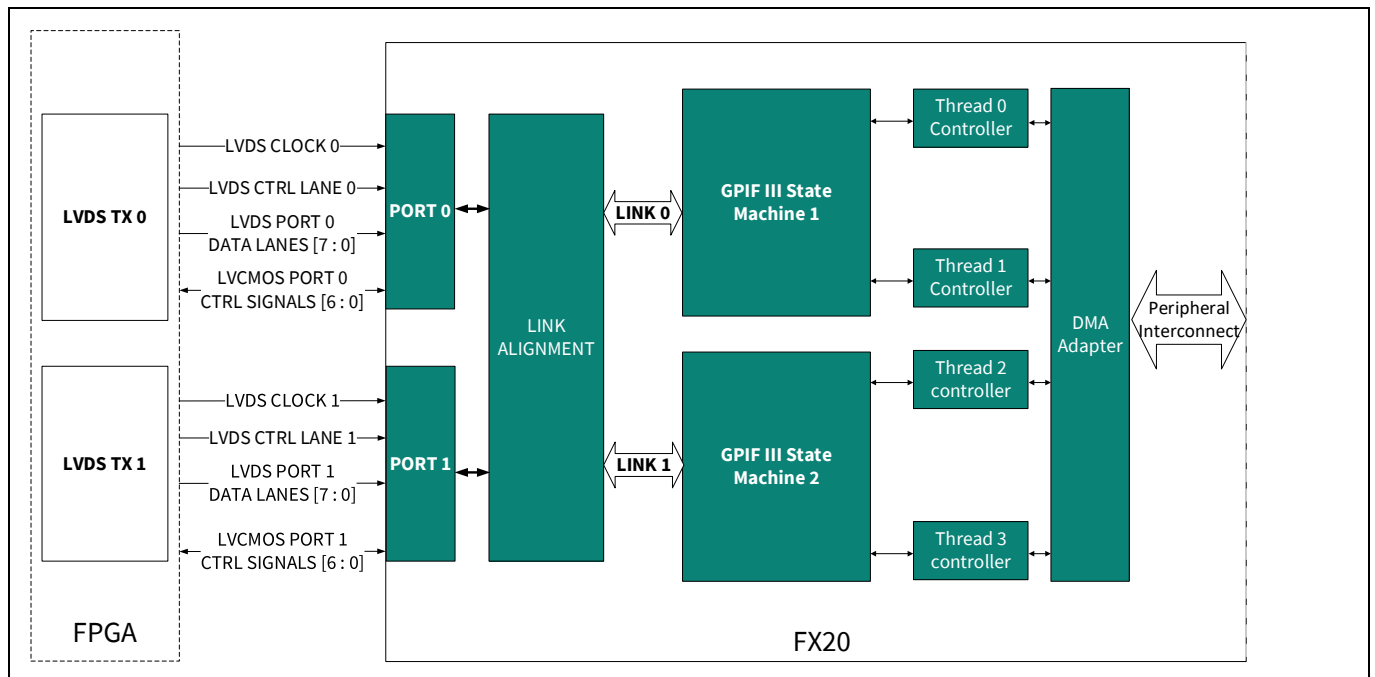 LVDS TX 0
LVDS CLOCK 0
LVDS CTRL LANE 0
LVDS PORT 0
DATA LANES [7 : 0]
LVCMOS PORT 0
CTRL SIGNALS [6 : 0]
PORT 0
LVDS TX 1
LVDS CLOCK 1
LVDS CTRL LANE 1
LVDS PORT 1
DATA LANES [7 : 0]
LVCMOS PORT 1
CTRL SIGNALS [6 : 0]
PORT 1
FPGA
LINK
ALIGNMENT
LINK 0
LINK 1
GPIF III State
Machine 1
GPIF III State
Machine 2
Thread 0
Controller
Thread 1
Controller
Thread 2
controller
Thread 3
controller
DMA
Adapter
Peripheral
Interconnect
FX20